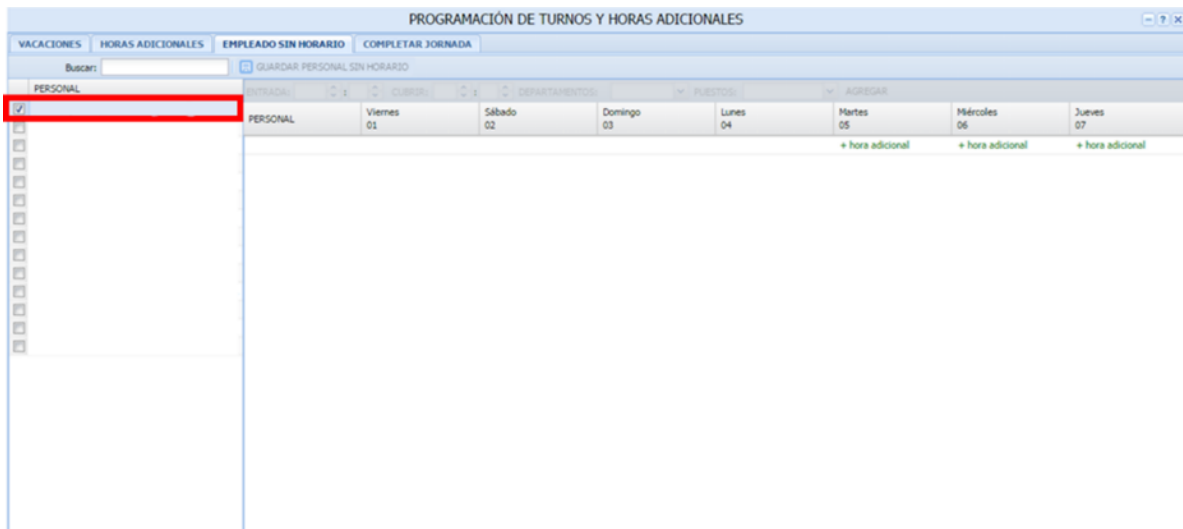 PROGRAMACIÓN DE TURNOS Y HORAS ADICIONALES
VACACIONES HORAS ADICIONALES EMPLEADO SIN HORARIO COMPLETAR JORNADA
Buscar: GUARDAR PERSONAL SIN HORARIO
PERSONAL ENTRADA: : CUBRIR: : DEPARTAMENTOS: PUESTOS: AGREGAR
PERSONAL Viernes Sábado Domingo Lunes Martes Miércoles Jueves
01 02 03 04 05 06 07
+ hora adicional + hora adicional + hora adicional